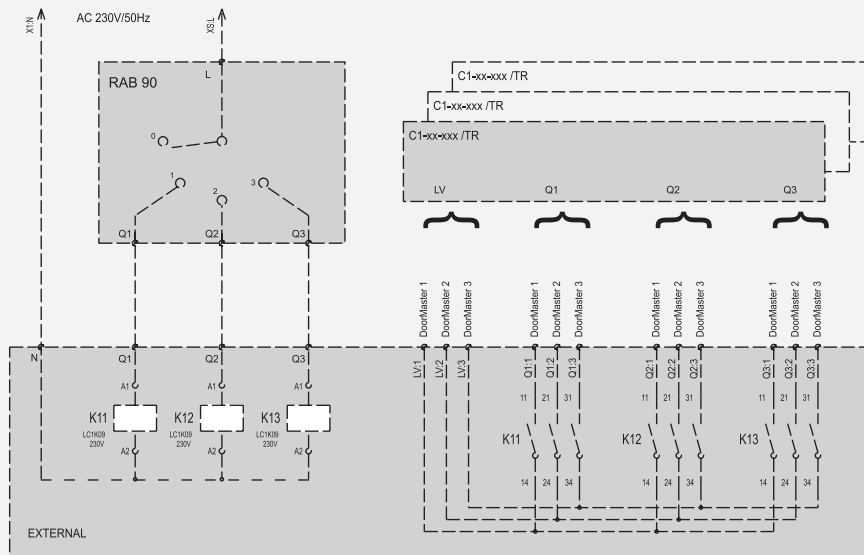 X1:N
AC 230V/50Hz
XS:L
L
RAB 90
0
1
2
3
Q1
Q2
Q3
C1-xx-xxx /TR
C1-xx-xxx /TR
C1-xx-xxx /TR
LV
Q1
Q2
Q3
DoorMaster 1
DoorMaster 2
DoorMaster 3
DoorMaster 1
DoorMaster 2
DoorMaster 3
DoorMaster 1
DoorMaster 2
DoorMaster 3
DoorMaster 1
DoorMaster 2
DoorMaster 3
N
Q1
Q2
Q3
LV:1
LV:2
LV:3
Q1:1
Q1:2
Q1:3
Q2:1
Q2:2
Q2:3
Q3:1
Q3:2
Q3:3
A1
A1
A1
K11
LC1K09
230V
K12
LC1K09
230V
K13
LC1K09
230V
A2
A2
A2
11
21
31
11
21
31
11
21
31
K11
K12
K13
14
24
34
14
24
34
14
24
34
EXTERNAL